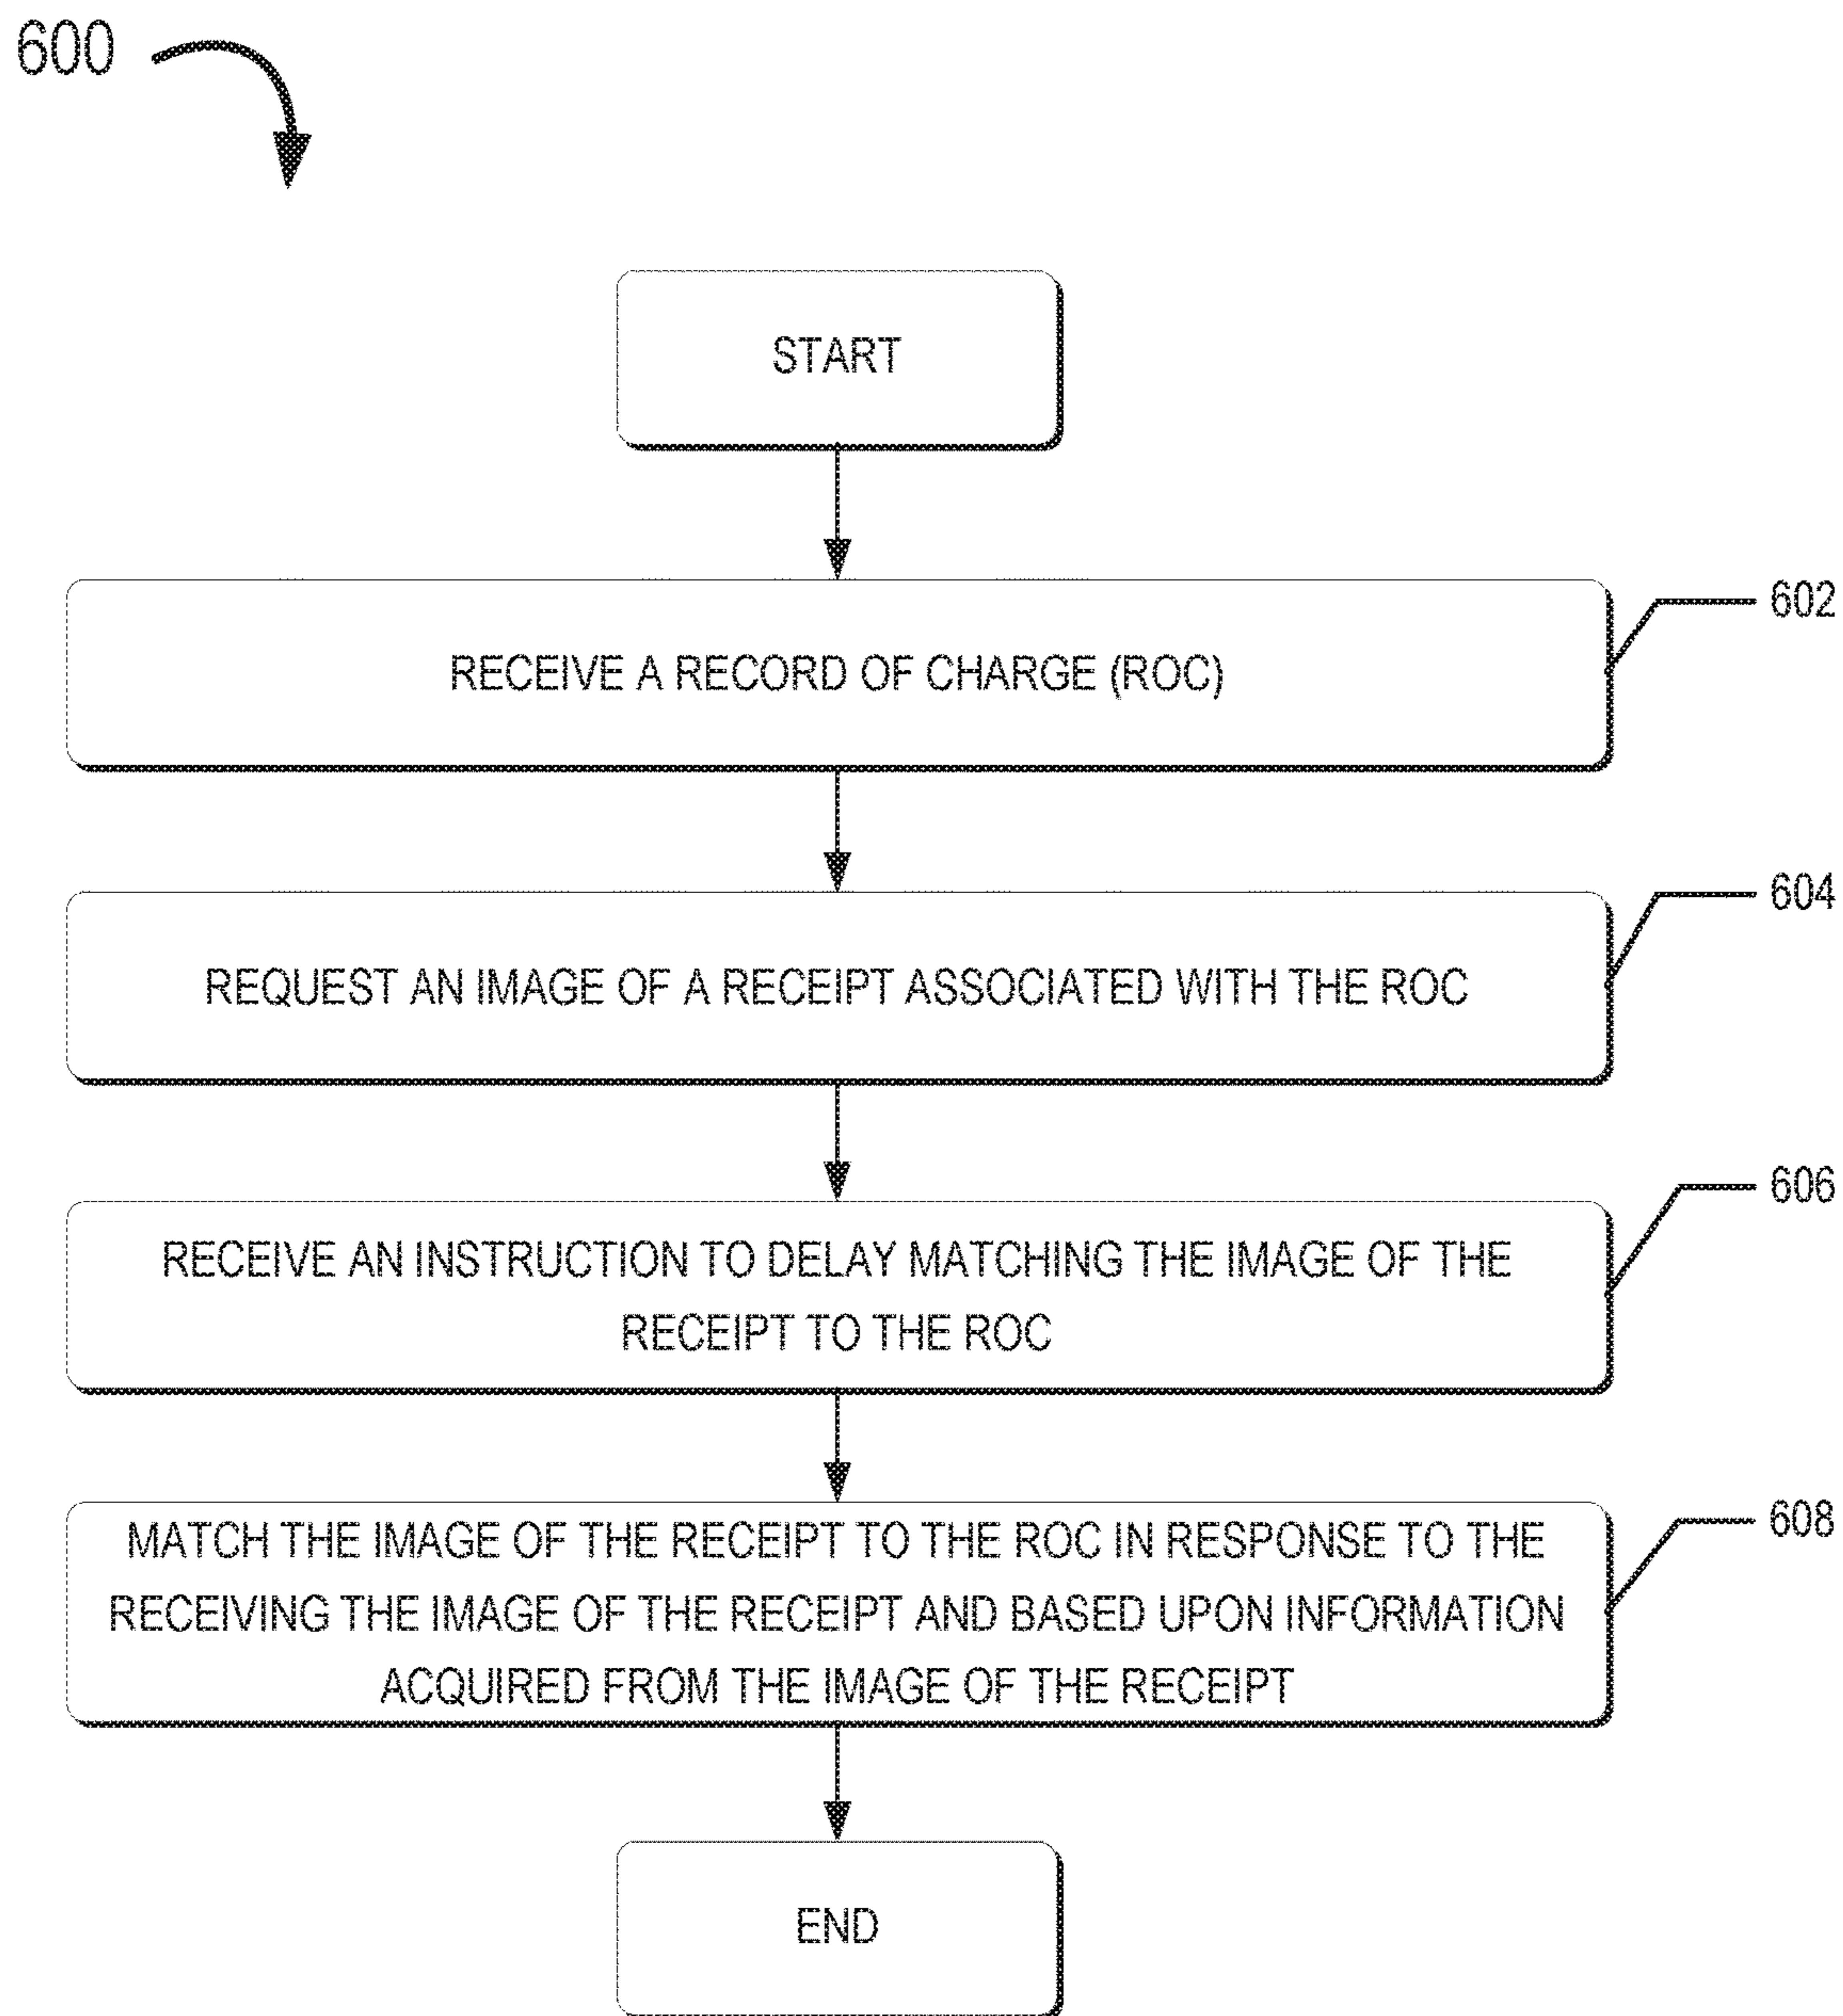 600
START
RECEIVE A RECORD OF CHARGE (ROC)
602
REQUEST AN IMAGE OF A RECEIPT ASSOCIATED WITH THE ROC
604
RECEIVE AN INSTRUCTION TO DELAY MATCHING THE IMAGE OF THE
RECEIPT TO THE ROC
606
MATCH THE IMAGE OF THE RECEIPT TO THE ROC IN RESPONSE TO THE
RECEIVING THE IMAGE OF THE RECEIPT AND BASED UPON INFORMATION
ACQUIRED FROM THE IMAGE OF THE RECEIPT
608
END